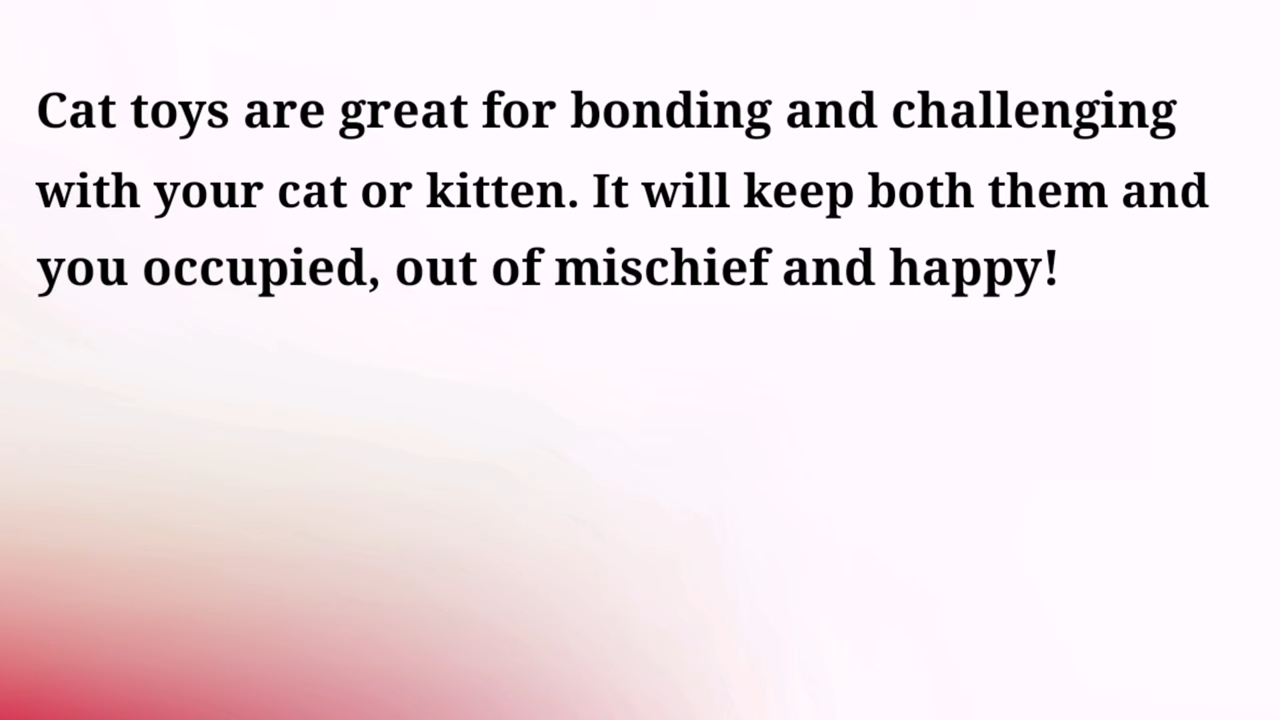 Cat toys are great for bonding and challenging
with your cat or kitten. It will keep both them and
you occupied, out of mischief and happy!